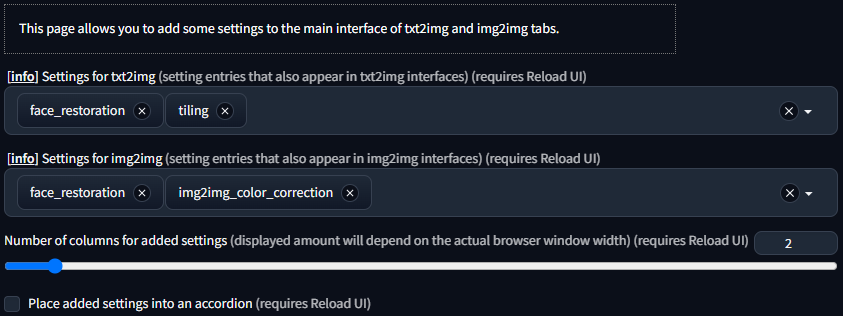 This page allows you to add some settings to the main interface of txt2img and img2img tabs.
[info] Settings for txt2img (setting entries that also appear in txt2img interfaces) (requires Reload UI)
face_restoration × tiling ×
[info] Settings for img2img (setting entries that also appear in img2img interfaces) (requires Reload UI)
face_restoration × img2img_color_correction ×
Number of columns for added settings (displayed amount will depend on the actual browser window width) (requires Reload UI) 2
Place added settings into an accordion (requires Reload UI)